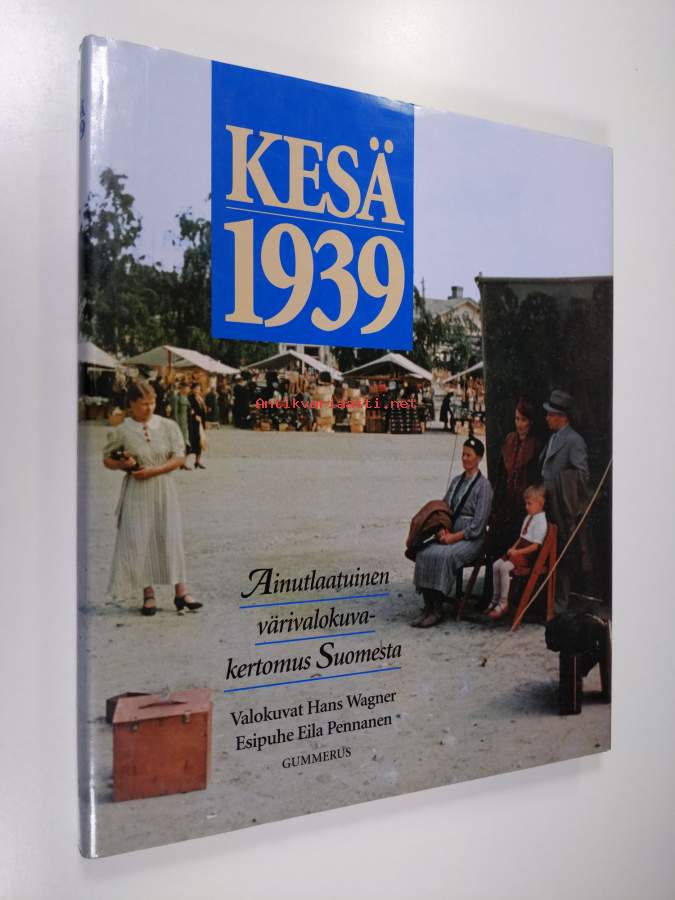 KESÄ
1939
Antikvariaatti.net
Ainutlaatuinen
värivalokuva-
kertomus Suomesta
Valokuvat Hans Wagner
Esipuhe Eila Pennanen
GUMMERUS